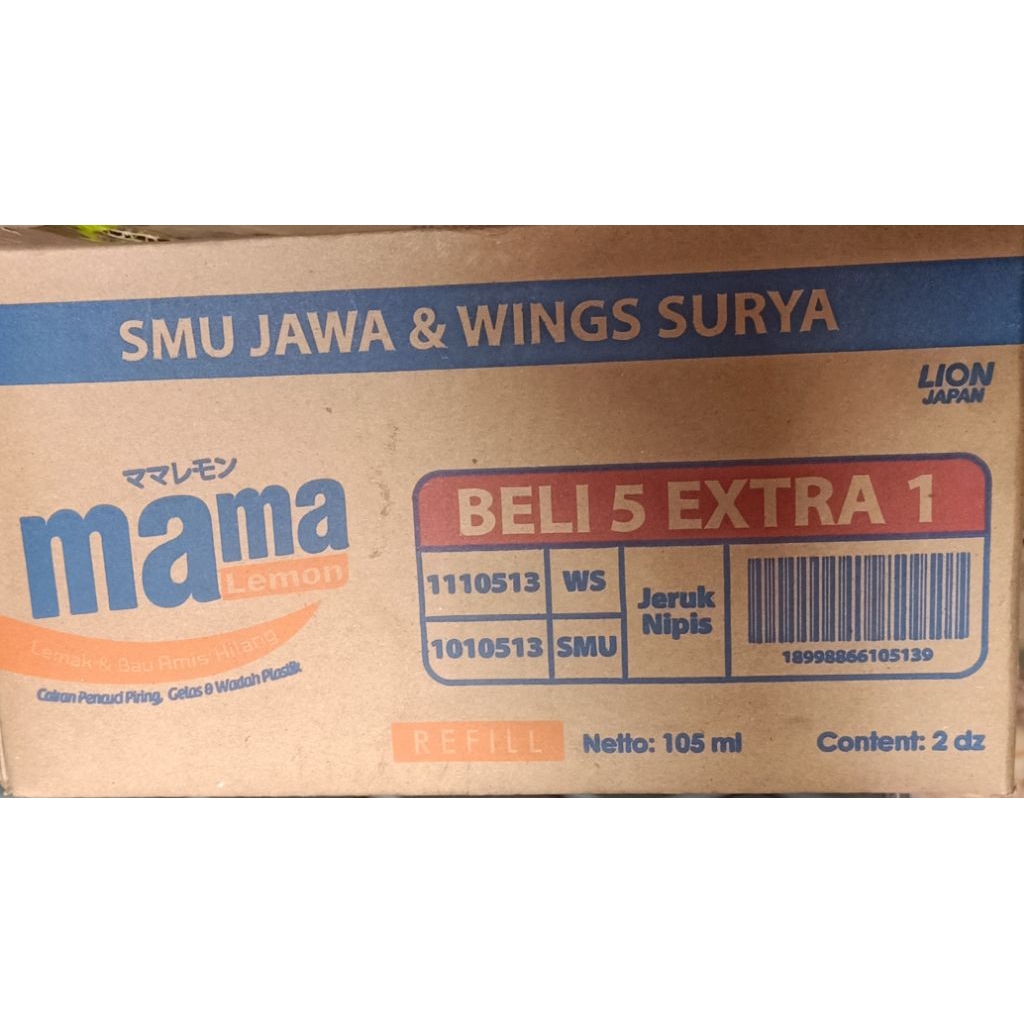 SMU JAWA & WINGS SURYA
LION
JAPAN
ママレモン
mama
Lemon
Lemak & Bau Amis Hilang
Cairan Pencuci Piring, Gelas & Wadah Plastik
BELI 5 EXTRA 1
1110513 WS
1010513 SMU
Jeruk
Nipis
18998866105139
REFILL
Netto: 105 ml
Content: 2 dz